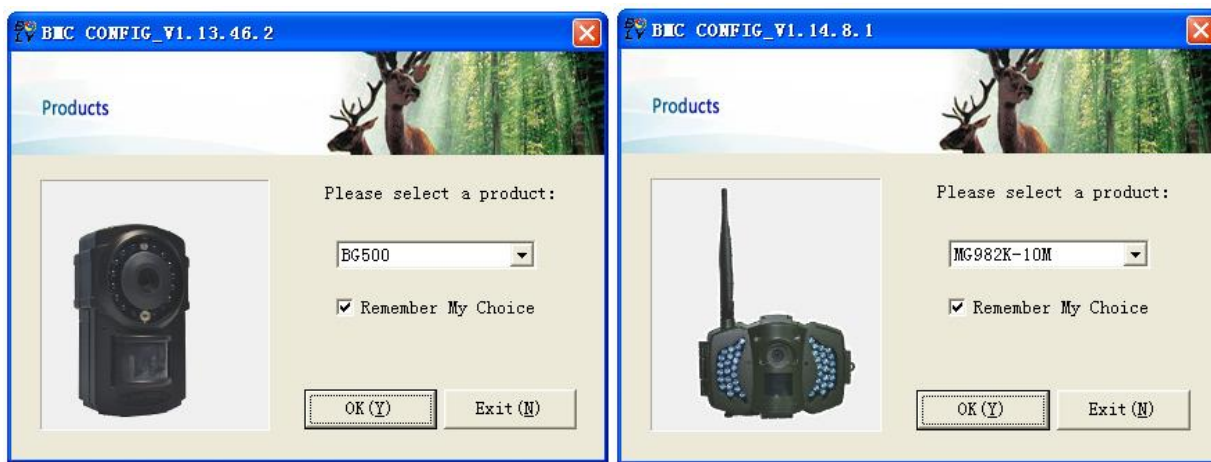 BMC CONFIG_V1.13.46.2
Products
Please select a product:
BG500
Remember My Choice
OK(Y)
Exit(N)
BMC CONFIG_V1.14.8.1
Products
Please select a product:
MG982K-10M
Remember My Choice
OK(Y)
Exit(N)